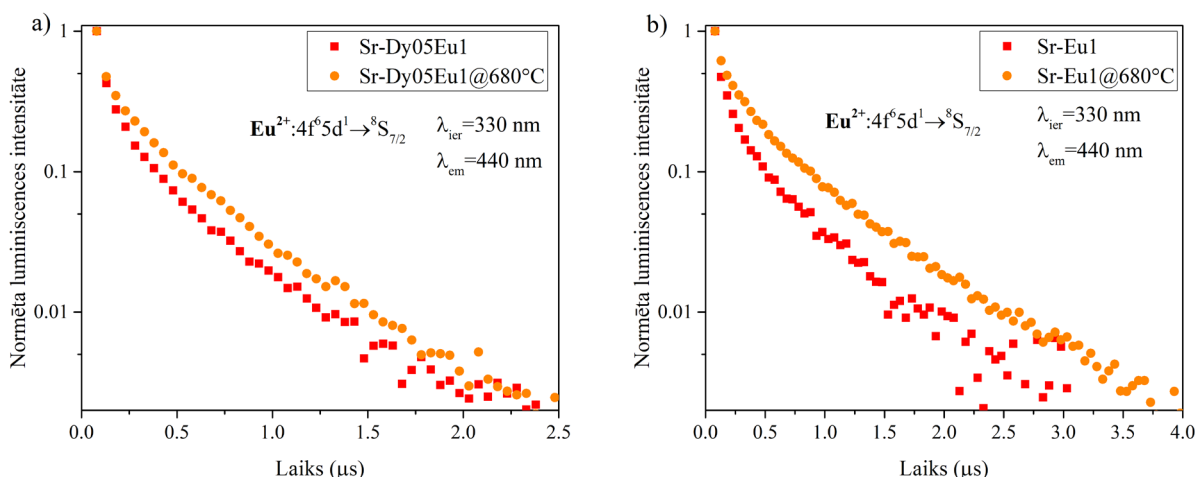 a)
Normēta luminiscences intensitāte
1
0.1
0.01
Sr-Dy05Eu1
Sr-Dy05Eu1@680°C
Eu²⁺:4f⁶5d¹→⁸S₇/₂
λier=330 nm
λem=440 nm
0.0 0.5 1.0 1.5 2.0 2.5
Laiks (μs)
b)
Normēta luminiscences intensitāte
1
0.1
0.01
Sr-Eu1
Sr-Eu1@680°C
Eu²⁺:4f⁶5d¹→⁸S₇/₂
λier=330 nm
λem=440 nm
0.0 0.5 1.0 1.5 2.0 2.5 3.0 3.5 4.0
Laiks (μs)